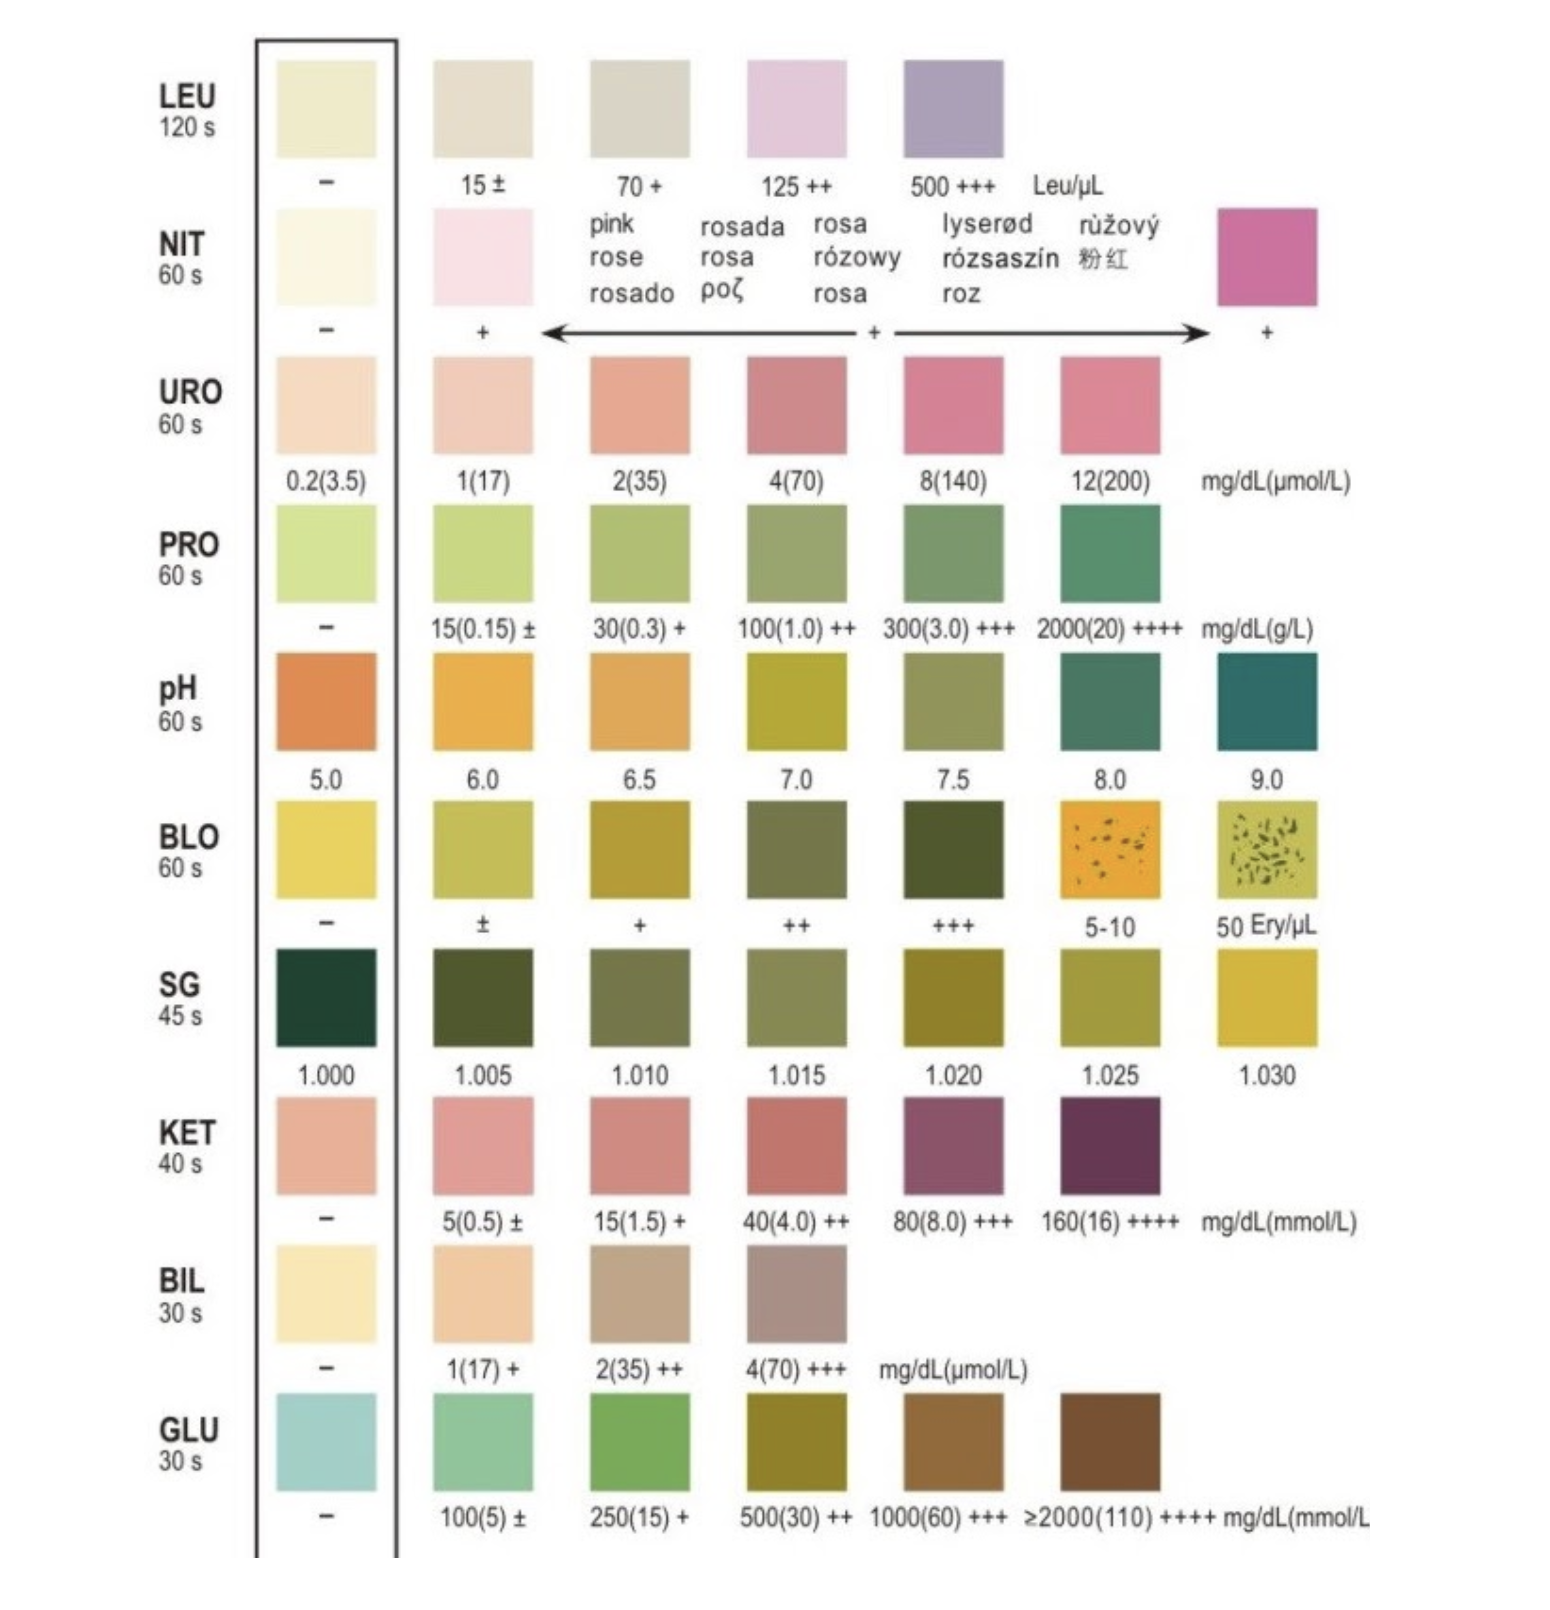 LEU
120 s
− 15 ± 70 + 125 ++ 500 +++ Leu/µL
NIT
60 s
pink rosada rosa lyserød rùžový
rose rosa rózowy rózsaszín 粉红
rosado ροζ rosa roz
− + + +
URO
60 s
0.2(3.5) 1(17) 2(35) 4(70) 8(140) 12(200) mg/dL(µmol/L)
PRO
60 s
− 15(0.15) ± 30(0.3) + 100(1.0) ++ 300(3.0) +++ 2000(20) ++++ mg/dL(g/L)
pH
60 s
5.0 6.0 6.5 7.0 7.5 8.0 9.0
BLO
60 s
− ± + ++ +++ 5-10 50 Ery/µL
SG
45 s
1.000 1.005 1.010 1.015 1.020 1.025 1.030
KET
40 s
− 5(0.5) ± 15(1.5) + 40(4.0) ++ 80(8.0) +++ 160(16) ++++ mg/dL(mmol/L)
BIL
30 s
− 1(17) + 2(35) ++ 4(70) +++ mg/dL(µmol/L)
GLU
30 s
− 100(5) ± 250(15) + 500(30) ++ 1000(60) +++ ≥2000(110) ++++ mg/dL(mmol/L